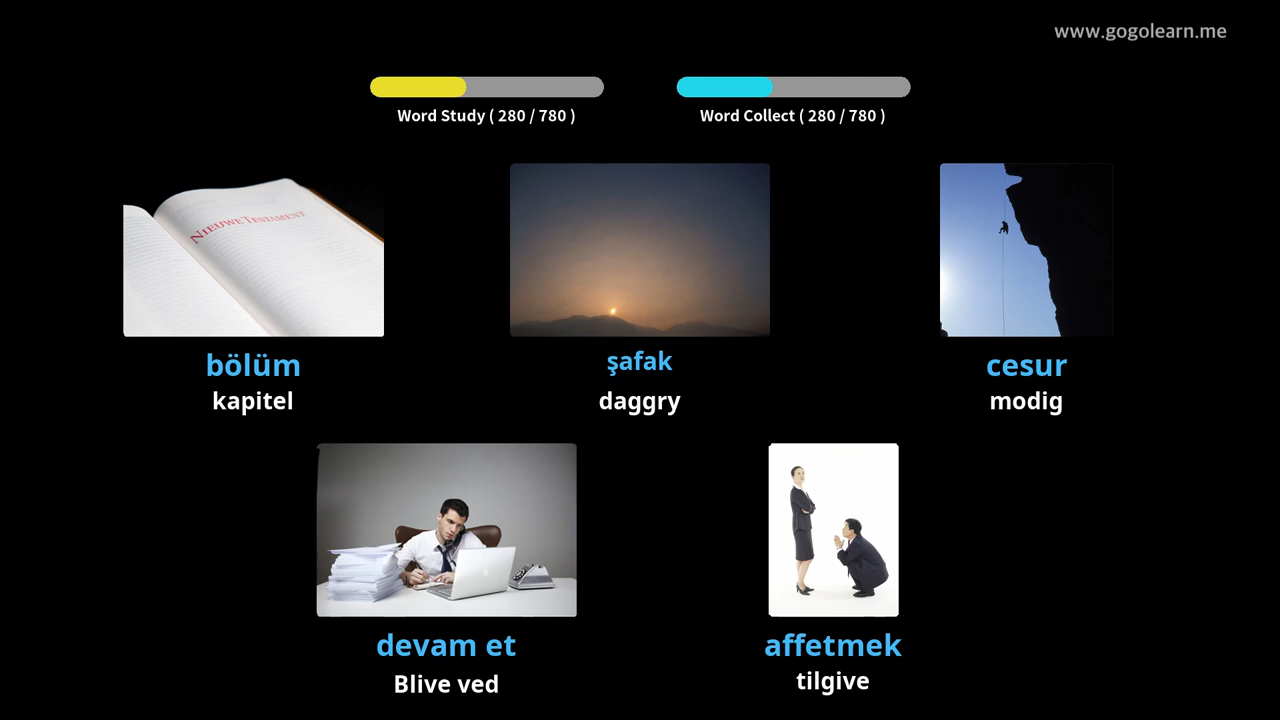 www.gogolearn.me
Word Study ( 280 / 780 )
Word Collect ( 280 / 780 )
NIEUWE TESTAMENT
bölüm
kapitel
şafak
daggry
cesur
modig
devam et
Blive ved
affetmek
tilgive